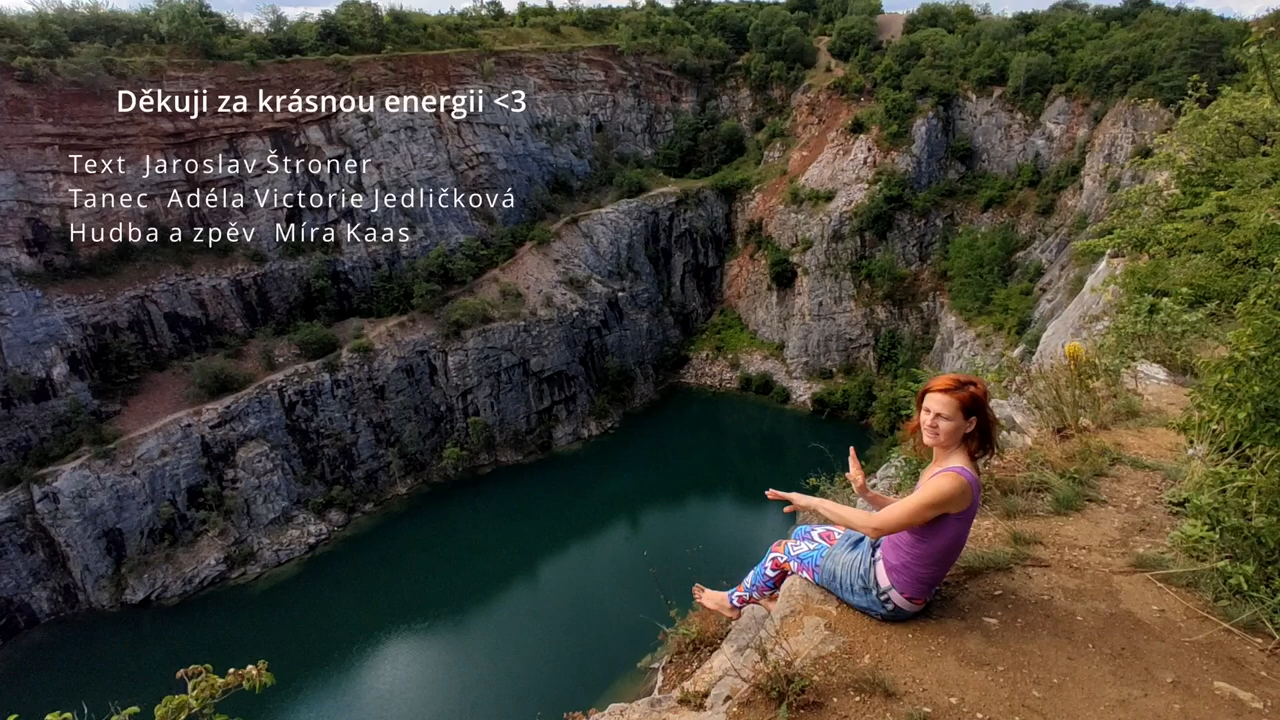 Děkuji za krásnou energii <3
Text Jaroslav Štroner
Tanec Adéla Victorie Jedličková
Hudba a zpěv Míra Kaas